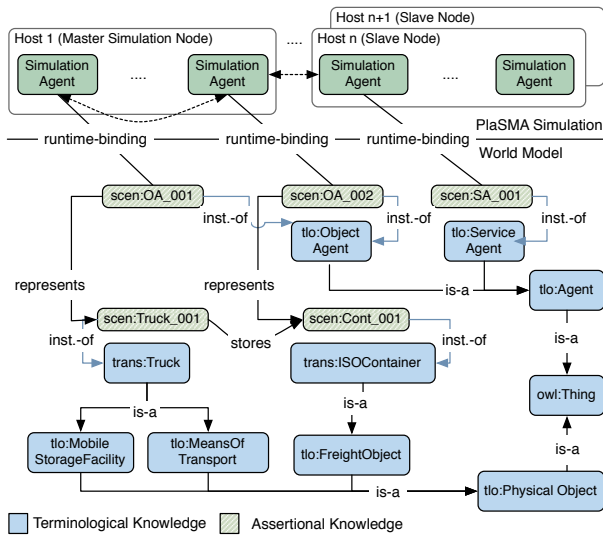 Host n+1 (Slave Node)
Host 1 (Master Simulation Node)
....
Host n (Slave Node)
Simulation
Agent
....
Simulation
Agent
Simulation
Agent
....
Simulation
Agent
PlaSMA Simulation
runtime-binding
runtime-binding
runtime-binding
World Model
scen:OA_001
scen:OA_002
scen:SA_001
inst.-of
inst.-of
inst.-of
tlo:Object
Agent
tlo:Service
Agent
represents
represents
is-a
tlo:Agent
scen:Truck_001
scen:Cont_001
inst.-of
stores
inst.-of
is-a
trans:Truck
trans:ISOContainer
is-a
is-a
owl:Thing
tlo:Mobile
StorageFacility
tlo:MeansOf
Transport
tlo:FreightObject
is-a
is-a
tlo:Physical Object
Terminological Knowledge
Assertional Knowledge